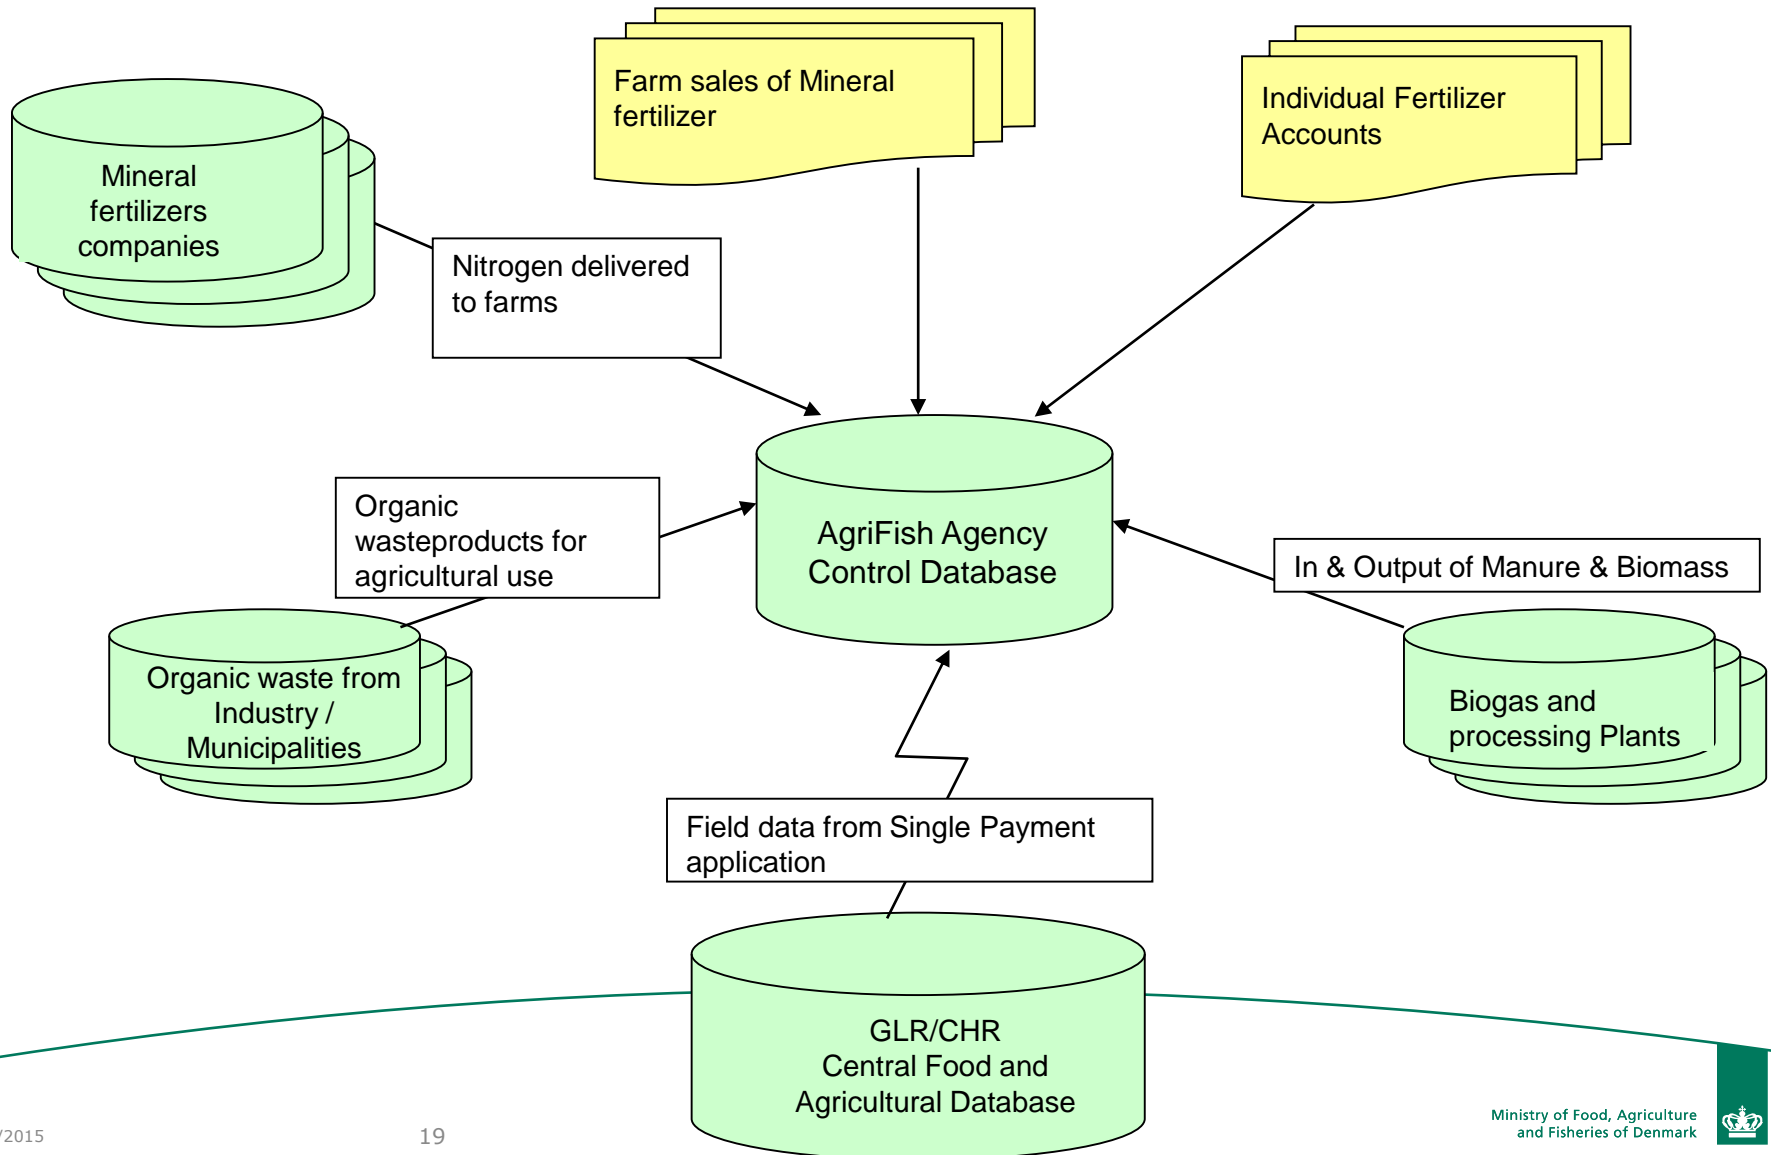 Farm sales of Mineral
fertilizer
Individual Fertilizer
Accounts
Mineral
fertilizers
companies
Nitrogen delivered
to farms
Organic
wasteproducts for
agricultural use
AgriFish Agency
Control Database
In & Output of Manure & Biomass
Organic waste from
Industry /
Municipalities
Biogas and
processing Plants
Field data from Single Payment
application
GLR/CHR
Central Food and
Agricultural Database
/2015
19
Ministry of Food, Agriculture
and Fisheries of Denmark